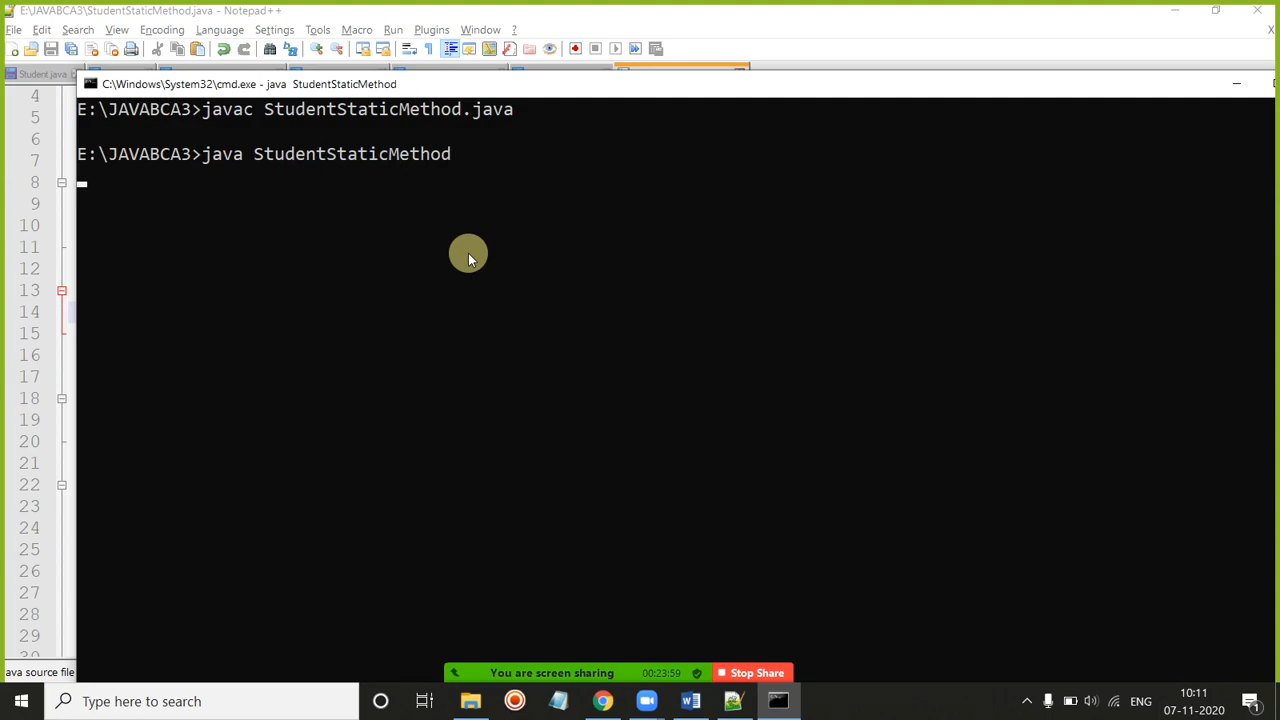 E:\JAVABCA3\StudentStaticMethod.java - Notepad++
File Edit Search View Encoding Language Settings Tools Macro Run Plugins Window ? X
Student.java
C:\Windows\System32\cmd.exe - java  StudentStaticMethod
4
E:\JAVABCA3>javac StudentStaticMethod.java
5
6
E:\JAVABCA3>java StudentStaticMethod
7
8
9
10
11
12
13
14
15
16
17
18
19
20
21
22
23
24
25
26
27
28
29
ava source file
You are screen sharing 00:23:59 Stop Share
Type here to search
ENG
10:11
07-11-2020
1